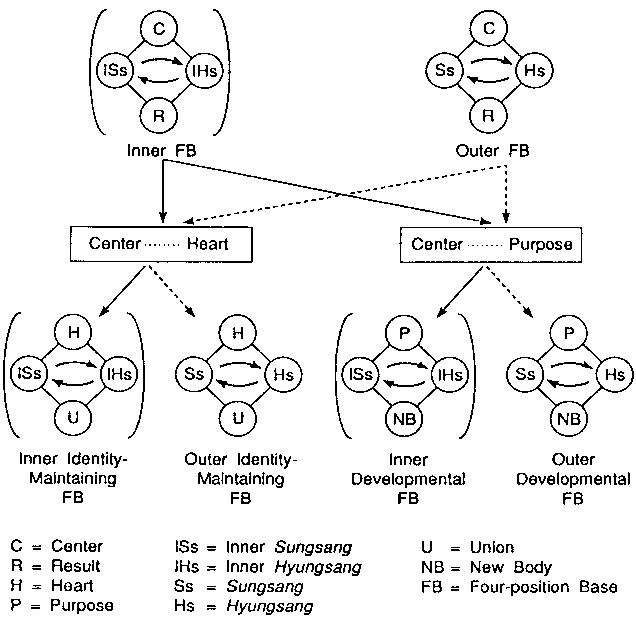 C C
ISs IHs Ss Hs
R R
Inner FB Outer FB
Center ........ Heart Center ........ Purpose
H H P P
ISs IHs Ss Hs ISs IHs Ss Hs
U U NB NB
Inner Identity-
Maintaining
FB
Outer Identity-
Maintaining
FB
Inner
Developmental
FB
Outer
Developmental
FB
C = Center
R = Result
H = Heart
P = Purpose
ISs = Inner Sungsang
IHs = Inner Hyungsang
Ss = Sungsang
Hs = Hyungsang
U = Union
NB = New Body
FB = Four-position Base